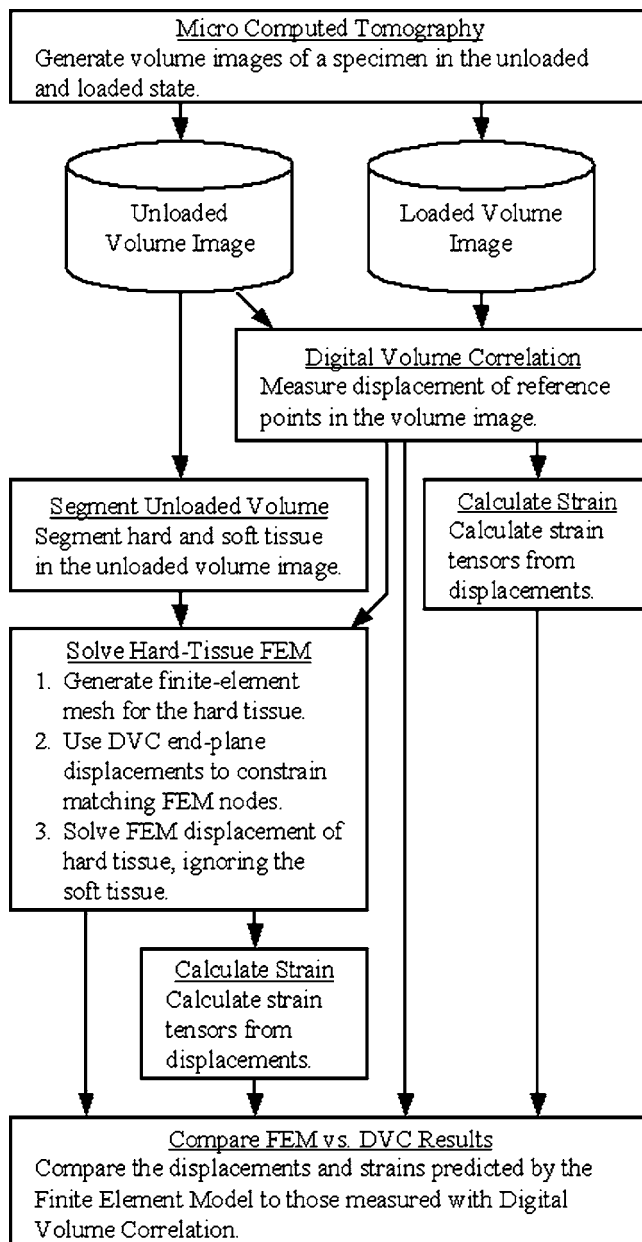 Micro Computed Tomography
Generate volume images of a specimen in the unloaded
and loaded state.
Unloaded
Volume Image
Loaded Volume
Image
Digital Volume Correlation
Measure displacement of reference
points in the volume image.
Segment Unloaded Volume
Segment hard and soft tissue
in the unloaded volume image.
Calculate Strain
Calculate strain
tensors from
displacements.
Solve Hard-Tissue FEM
1. Generate finite-element
mesh for the hard tissue.
2. Use DVC end-plane
displacements to constrain
matching FEM nodes.
3. Solve FEM displacement of
hard tissue, ignoring the
soft tissue.
Calculate Strain
Calculate strain
tensors from
displacements.
Compare FEM vs. DVC Results
Compare the displacements and strains predicted by the
Finite Element Model to those measured with Digital
Volume Correlation.